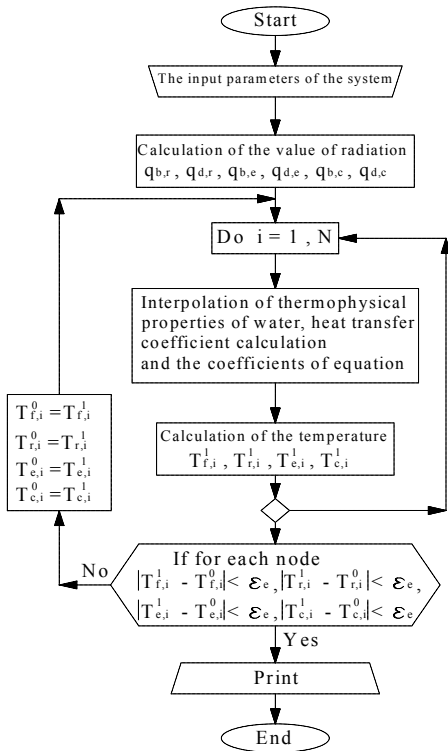 Start
The input parameters of the system
Calculation of the value of radiation
q_{b,r} , q_{d,r} , q_{b,e} , q_{d,e} , q_{b,c} , q_{d,c}
Do i = 1 , N
Interpolation of thermophysical
properties of water, heat transfer
coefficient calculation
and the coefficients of equation
T^0_{f,i} = T^1_{f,i}
T^0_{r,i} = T^1_{r,i}
T^0_{e,i} = T^1_{e,i}
T^0_{c,i} = T^1_{c,i}
Calculation of the temperature
T^1_{f,i} , T^1_{r,i} , T^1_{e,i} , T^1_{c,i}
If for each node
|T^1_{f,i} - T^0_{f,i}| < ε_e , |T^1_{r,i} - T^0_{r,i}| < ε_e ,
|T^1_{e,i} - T^0_{e,i}| < ε_e , |T^1_{c,i} - T^0_{c,i}| < ε_e
No
Yes
Print
End